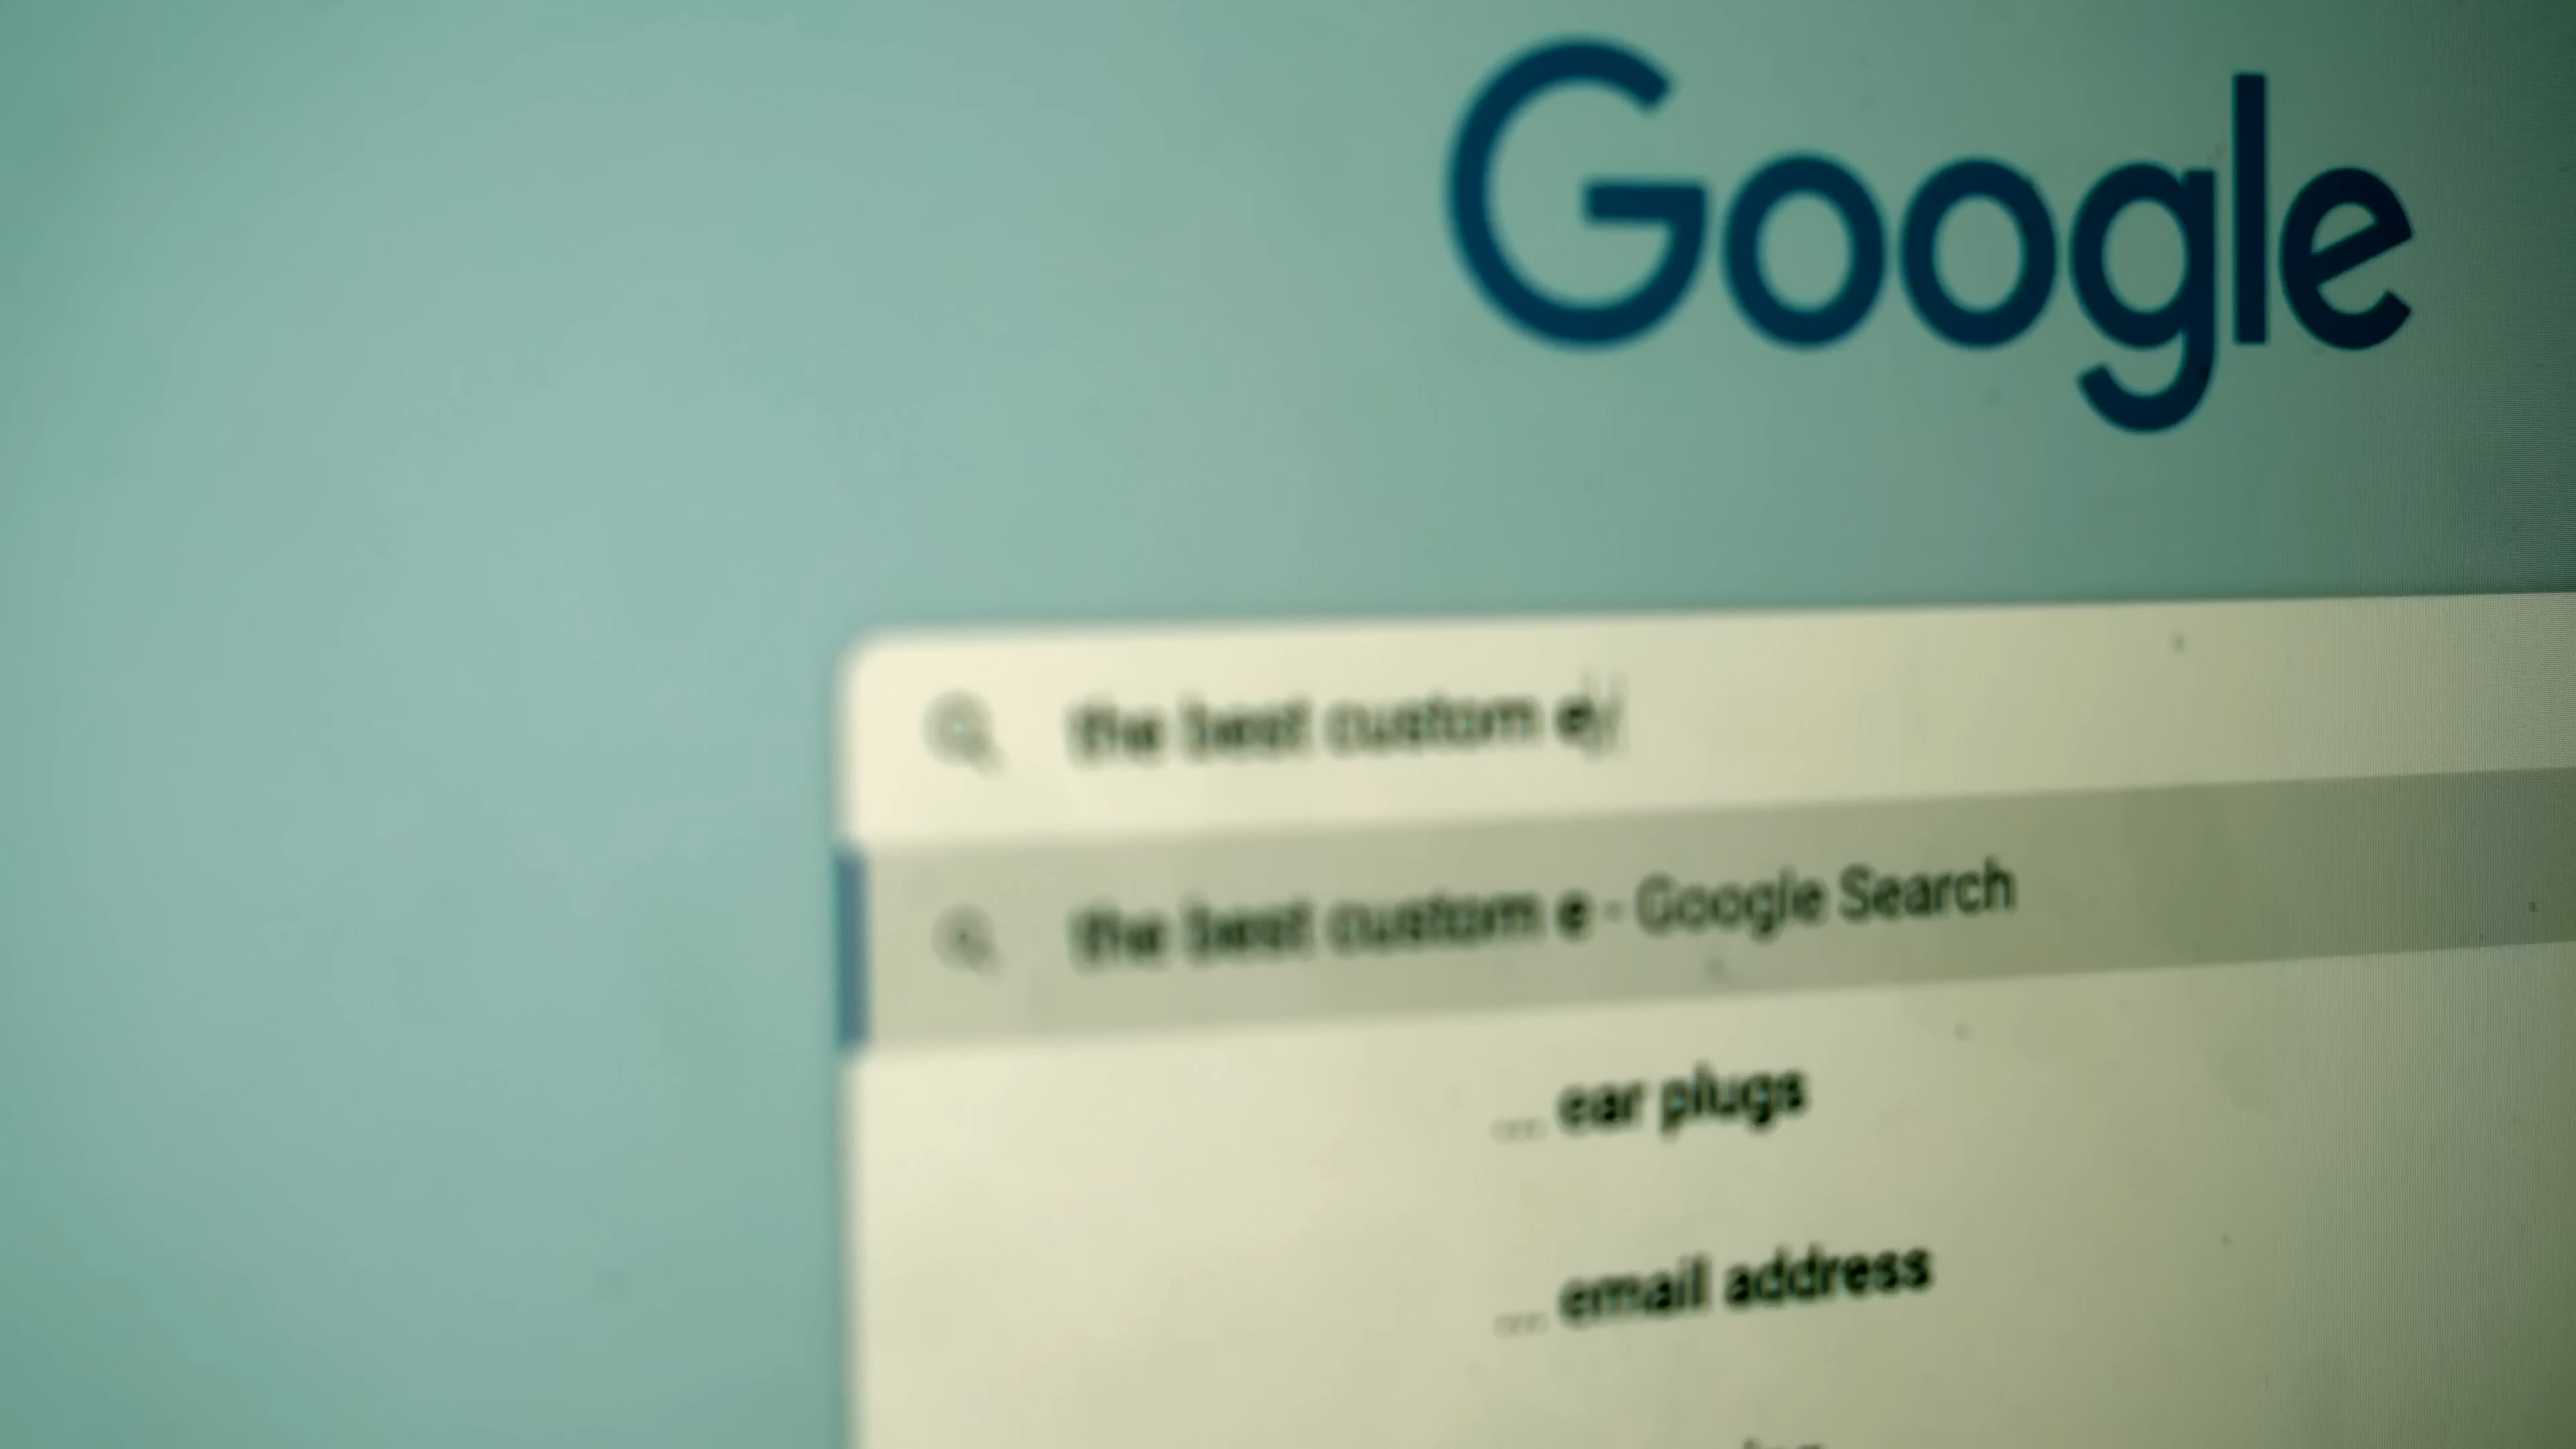 Google
the best custom e
the best custom e - Google Search
... ear plugs
... email address